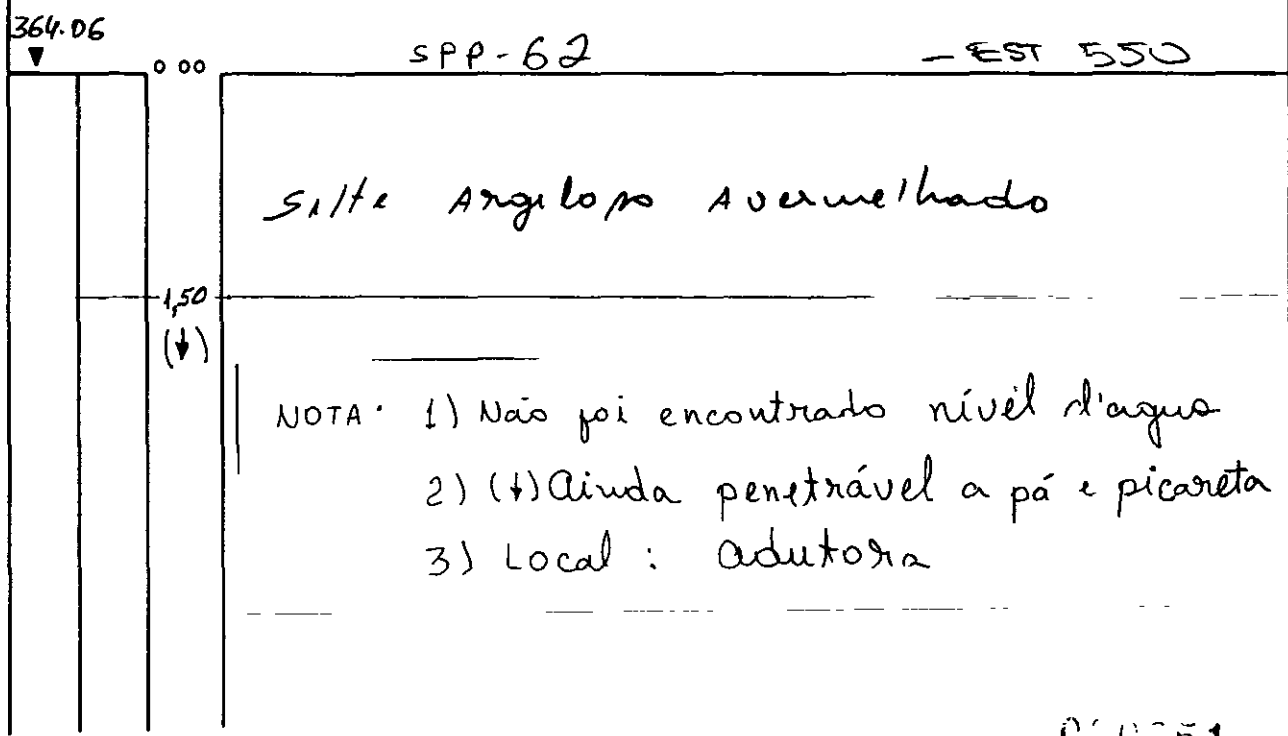 364.06
0 00 SPP-62 - EST 550
Silte Argiloso Avermelhado
1,50
(↓)
NOTA: 1) Não foi encontrado nível d'agua
2) (↓) Ainda penetrável a pá e picareta
3) Local: adutora